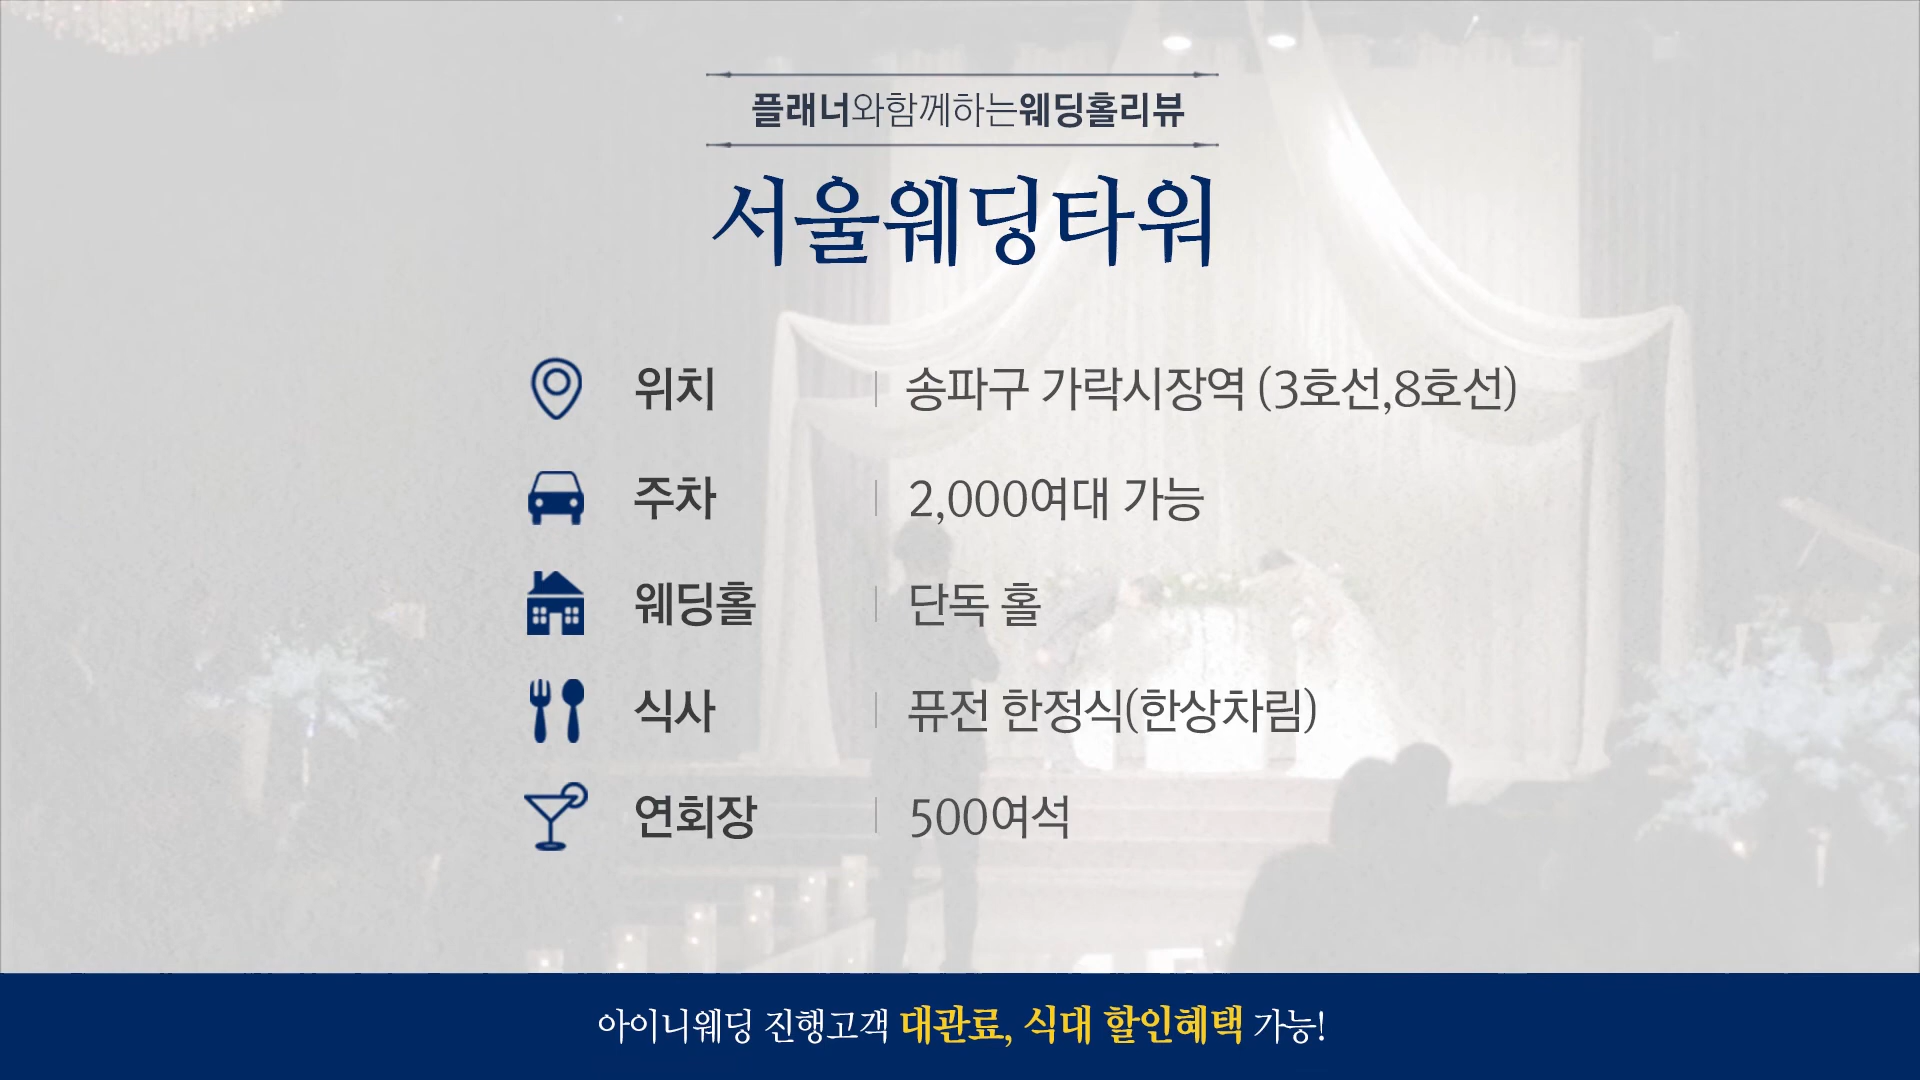 플래너와함께하는웨딩홀리뷰
서울웨딩타워
위치 송파구 가락시장역 (3호선,8호선)
주차 2,000여대 가능
웨딩홀 단독 홀
식사 퓨전 한정식(한상차림)
연회장 500여석
아이니웨딩 진행고객 대관료, 식대 할인혜택 가능!